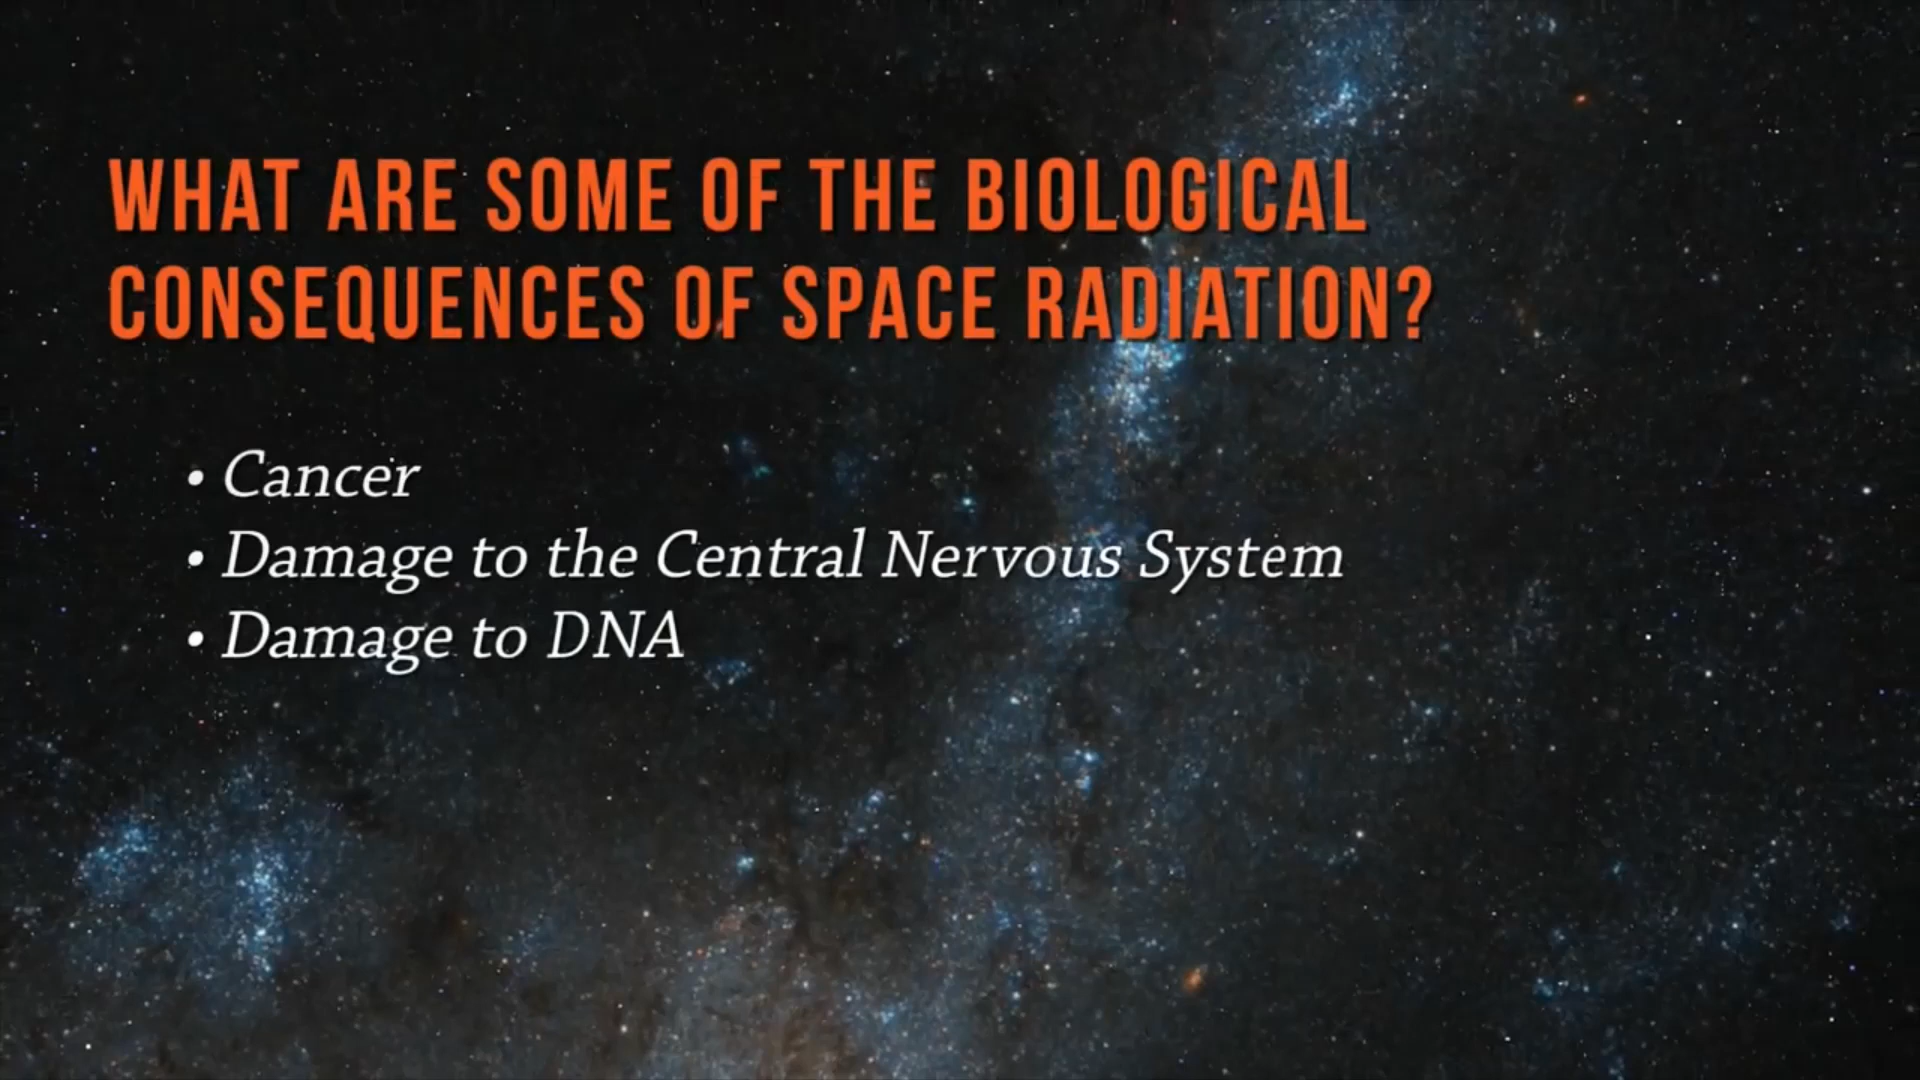 WHAT ARE SOME OF THE BIOLOGICAL
CONSEQUENCES OF SPACE RADIATION?
• Cancer
• Damage to the Central Nervous System
• Damage to DNA